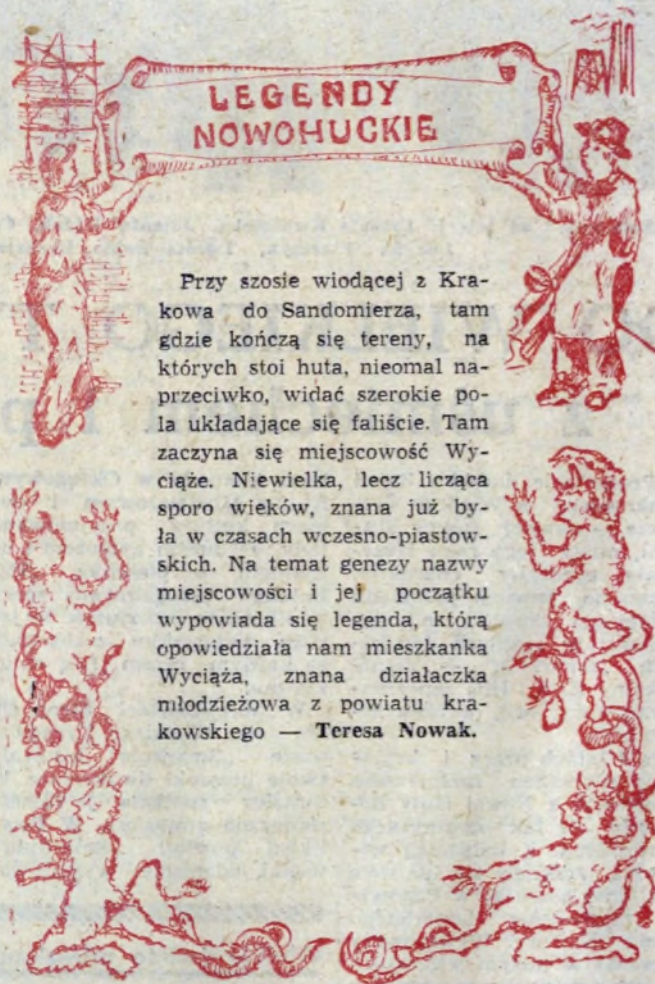 LEGENDY
NOWOHUCKIE
Przy szosie wiodącej z Kra-
kowa do Sandomierza, tam
gdzie kończą się tereny, na
których stoi huta, nieomal na-
przeciwko, widać szerokie po-
la układające się faliście. Tam
zaczyna się miejscowość Wy-
ciąże. Niewielka, lecz licząca
sporo wieków, znana już by-
ła w czasach wczesno-piastow-
skich. Na temat genezy nazwy
miejscowości i jej początku
wypowiada się legenda, którą
opowiedziała nam mieszkanka
Wyciąża, znana działaczka
młodzieżowa z powiatu kra-
kowskiego — Teresa Nowak.